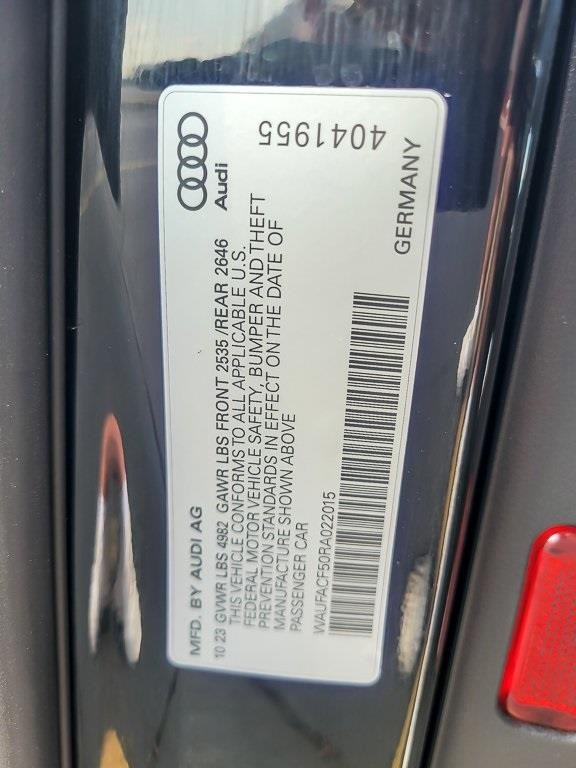 MFD. BY AUDI AG
Audi
10 23 GVWR LBS 4982 GAWR LBS FRONT 2535 /REAR 2646
THIS VEHICLE CONFORMS TO ALL APPLICABLE U.S.
FEDERAL MOTOR VEHICLE SAFETY, BUMPER AND THEFT
PREVENTION STANDARDS IN EFFECT ON THE DATE OF
MANUFACTURE SHOWN ABOVE
PASSENGER CAR
WAUFACF50RA022015
4041955
GERMANY